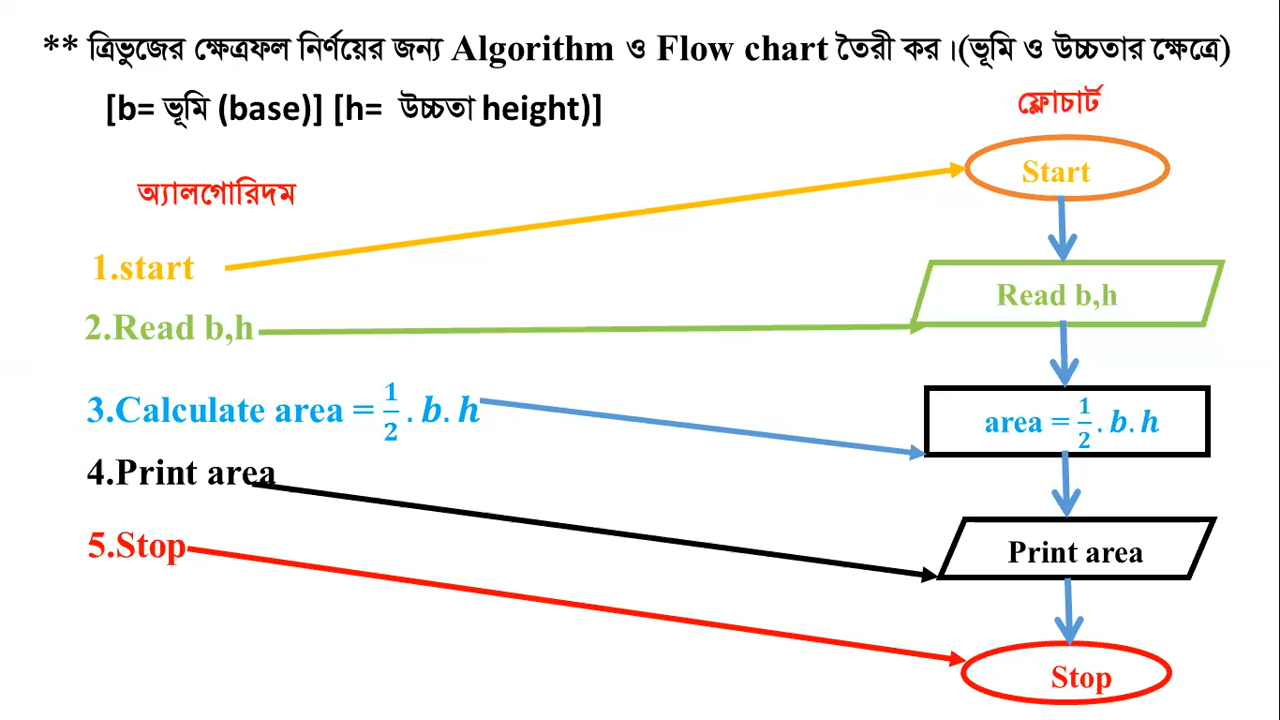 ** ত্রিভুজের ক্ষেত্রফল নির্ণয়ের জন্য Algorithm ও Flow chart তৈরী কর।(ভূমি ও উচ্চতার ক্ষেত্রে)
[b= ভূমি (base)] [h= উচ্চতা height)]
অ্যালগোরিদম
1.start
2.Read b,h
3.Calculate area = 1/2 . b. h
4.Print area
5.Stop
ফ্লোচার্ট
Start
Read b,h
area = 1/2 . b. h
Print area
Stop